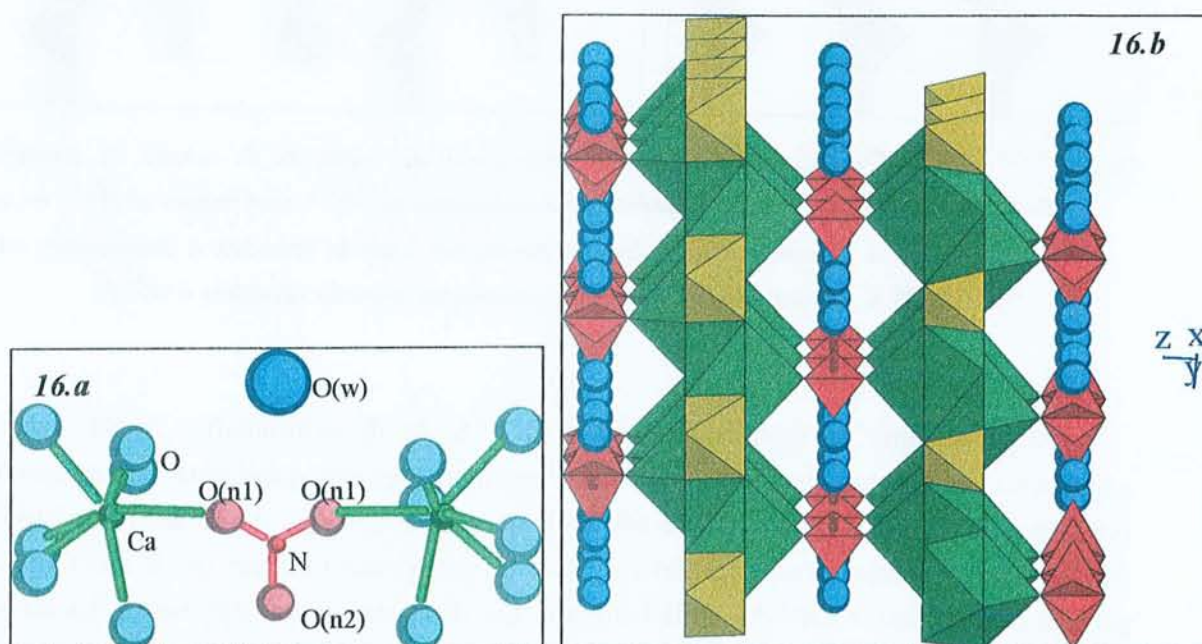 16.b
z x
y
16.a
O(w)
O
O(n1) O(n1)
Ca
N
O(n2)